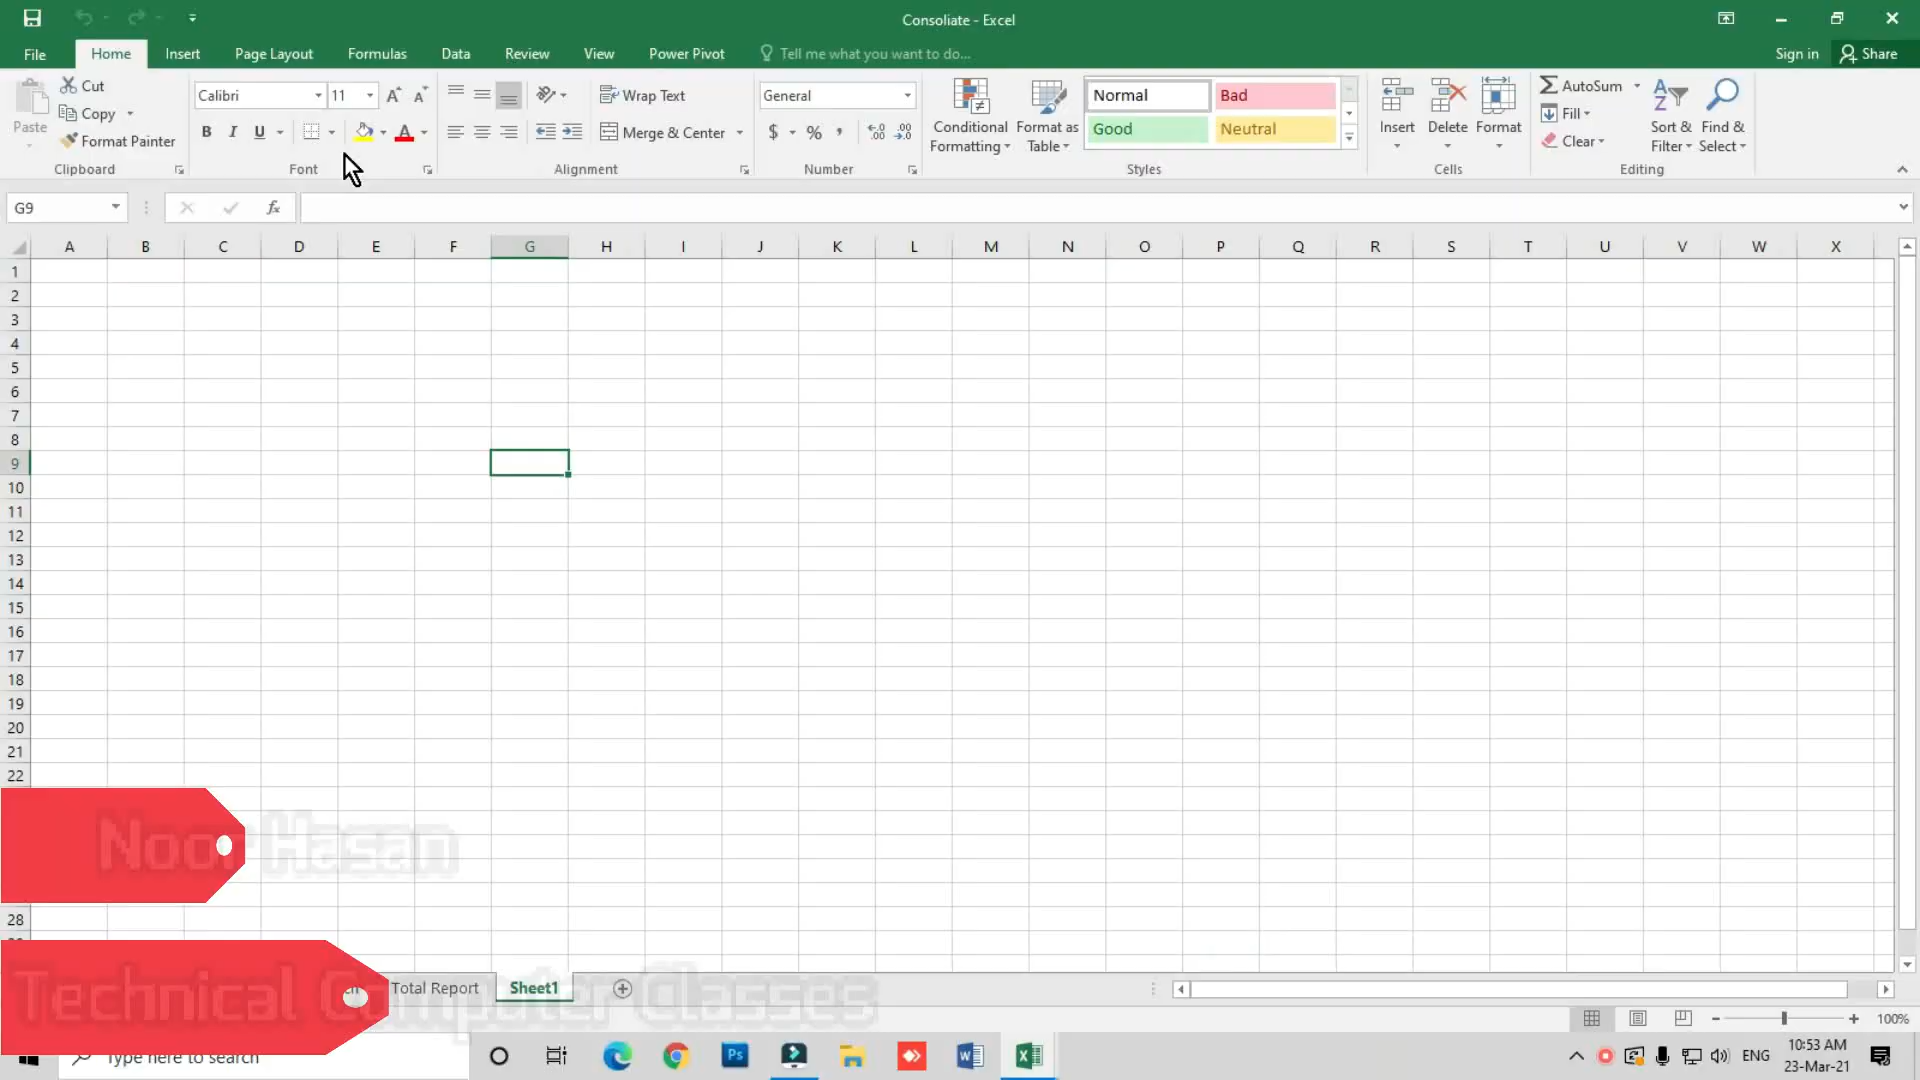 Consoliate - Excel
File Home Insert Page Layout Formulas Data Review View Power Pivot Tell me what you want to do... Sign in Share
Paste
Cut
Copy
Format Painter
Clipboard
Calibri 11
B I U
Font
Wrap Text
Merge & Center
Alignment
General
$ %
Number
Conditional Formatting
Format as Table
Normal Bad
Good Neutral
Styles
Insert Delete Format
Cells
AutoSum
Fill
Clear
Sort & Filter
Find & Select
Editing
G9 fx
A B C D E F G H I J K L M N O P Q R S T U V W X
1
2
3
4
5
6
7
8
9
10
11
12
13
14
15
16
17
18
19
20
21
22
Noor Hasan
28
Technical Computer Classes
Total Report Sheet1
100%
Type here to search
Ps
ENG
10:53 AM
23-Mar-21